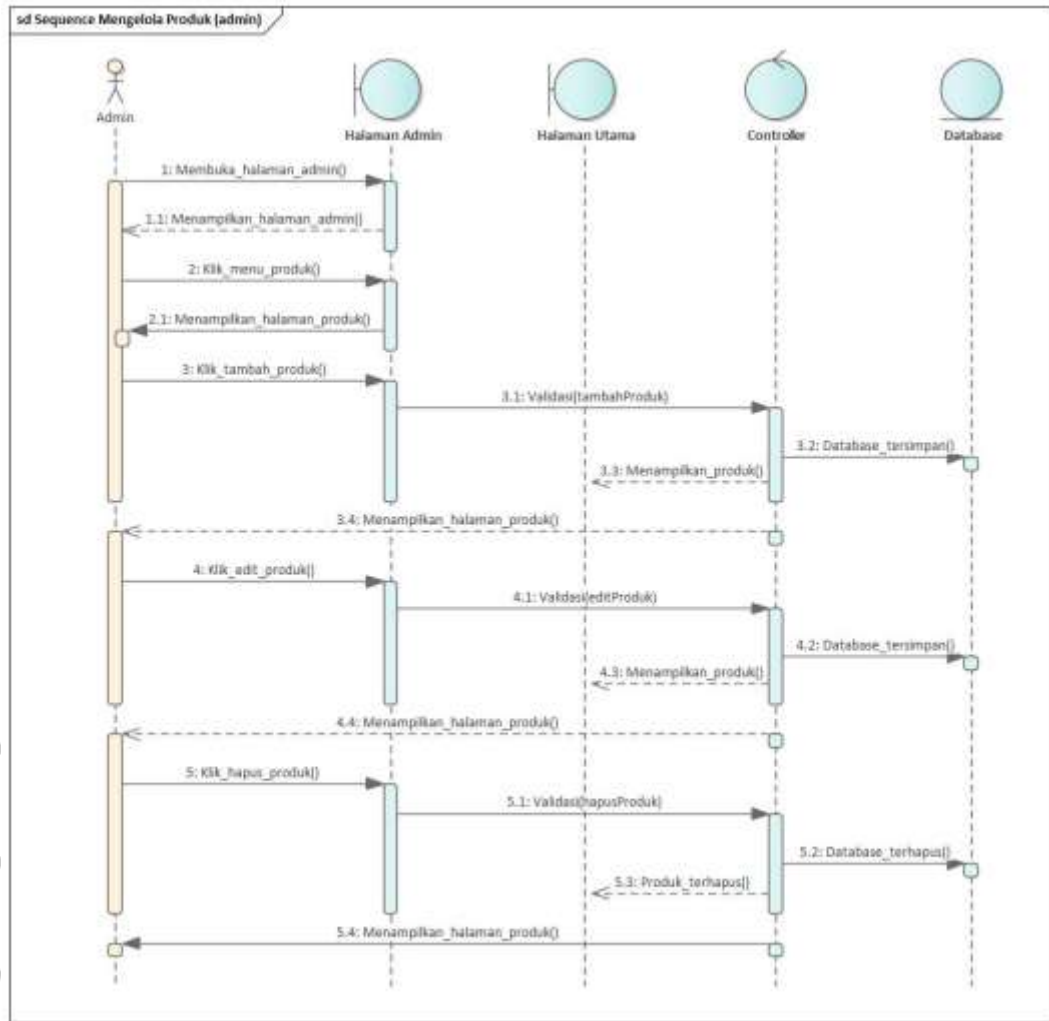 sd Sequence Mengelola Produk (admin)
Admin
Halaman Admin
Halaman Utama
Controller
Database
1: Membuka_halaman_admin()
1.1: Menampilkan_halaman_admin()
2: Klik_menu_produk()
2.1: Menampilkan_halaman_produk()
3: Klik_tambah_produk()
3.1: Validasi(tambahProduk)
3.2: Database_tersimpan()
3.3: Menampilkan_produk()
3.4: Menampilkan_halaman_produk()
4: Klik_edit_produk()
4.1: Validasi(editProduk)
4.2: Database_tersimpan()
4.3: Menampilkan_produk()
4.4: Menampilkan_halaman_produk()
5: Klik_hapus_produk()
5.1: Validasi(hapusProduk)
5.2: Database_terhapus()
5.3: Produk_terhapus()
5.4: Menampilkan_halaman_produk()